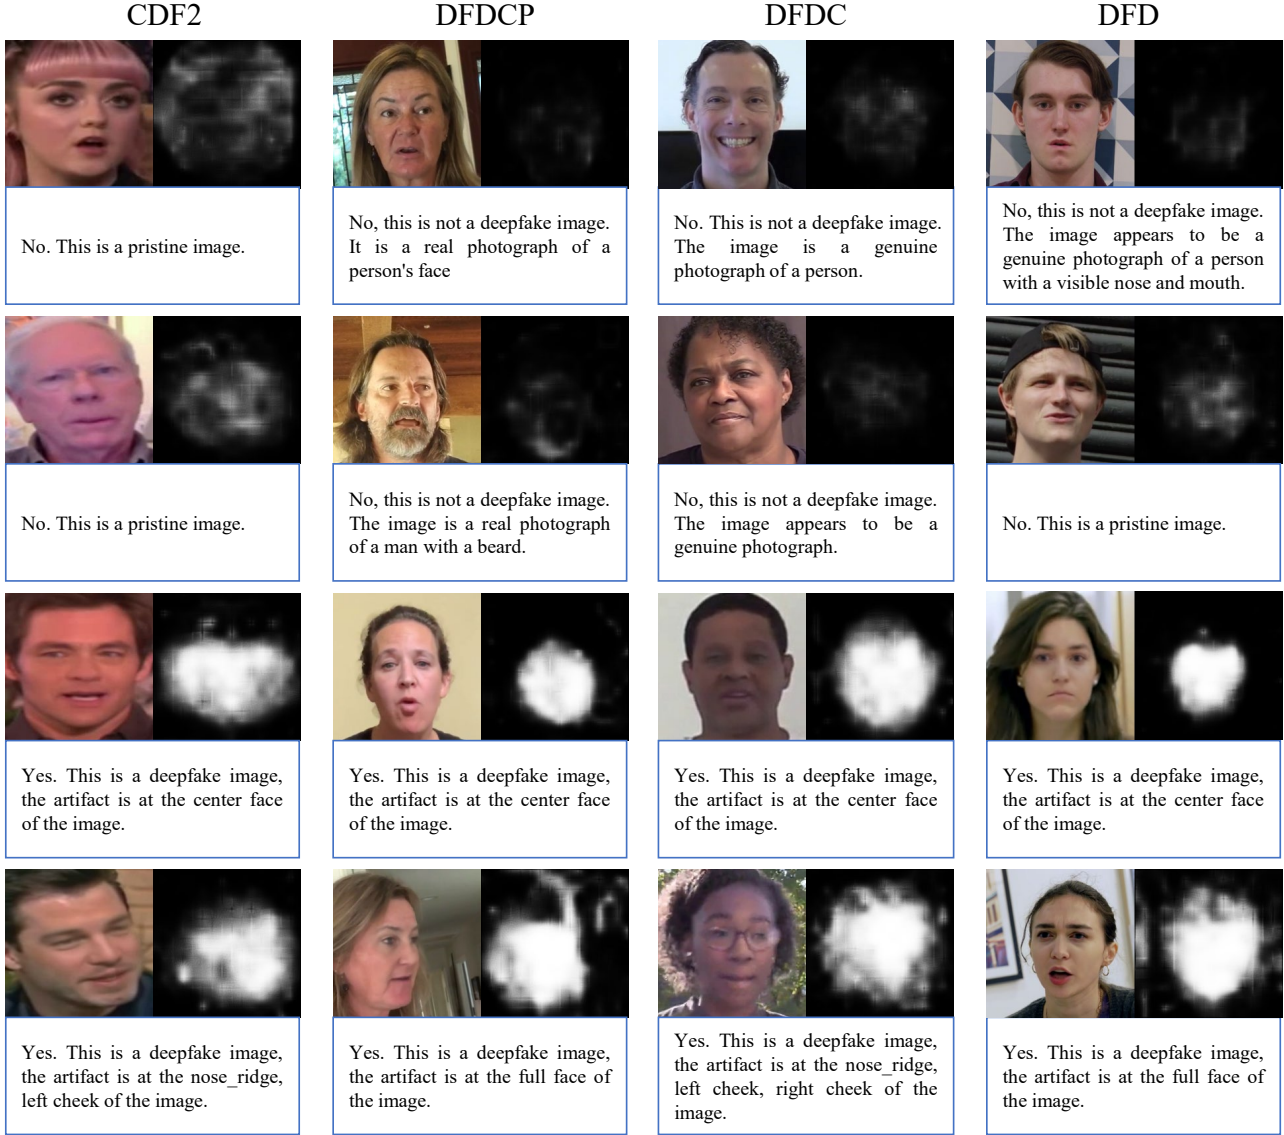 CDF2 DFDCP DFDC DFD
No. This is a pristine image.
No, this is not a deepfake image.
It is a real photograph of a
person's face
No. This is not a deepfake image.
The image is a genuine
photograph of a person.
No, this is not a deepfake image.
The image appears to be a
genuine photograph of a person
with a visible nose and mouth.
No. This is a pristine image.
No, this is not a deepfake image.
The image is a real photograph
of a man with a beard.
No, this is not a deepfake image.
The image appears to be a
genuine photograph.
No. This is a pristine image.
Yes. This is a deepfake image,
the artifact is at the center face
of the image.
Yes. This is a deepfake image,
the artifact is at the center face
of the image.
Yes. This is a deepfake image,
the artifact is at the center face
of the image.
Yes. This is a deepfake image,
the artifact is at the center face
of the image.
Yes. This is a deepfake image,
the artifact is at the nose_ridge,
left cheek of the image.
Yes. This is a deepfake image,
the artifact is at the full face of
the image.
Yes. This is a deepfake image,
the artifact is at the nose_ridge,
left cheek, right cheek of the
image.
Yes. This is a deepfake image,
the artifact is at the full face of
the image.